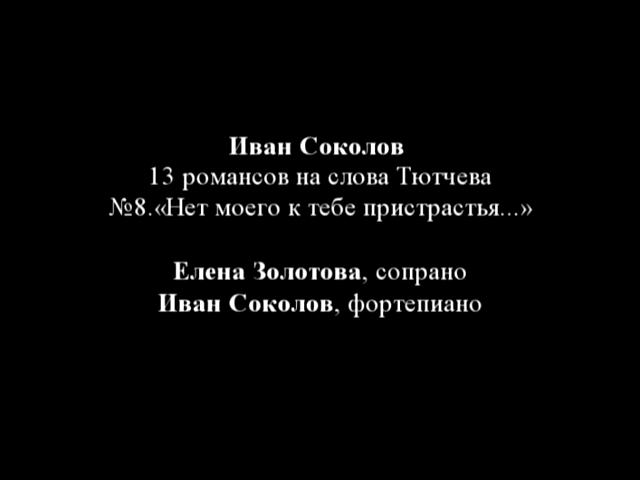 Иван Соколов
13 романсов на слова Тютчева
№8.«Нет моего к тебе пристрастья...»
Елена Золотова, сопрано
Иван Соколов, фортепиано